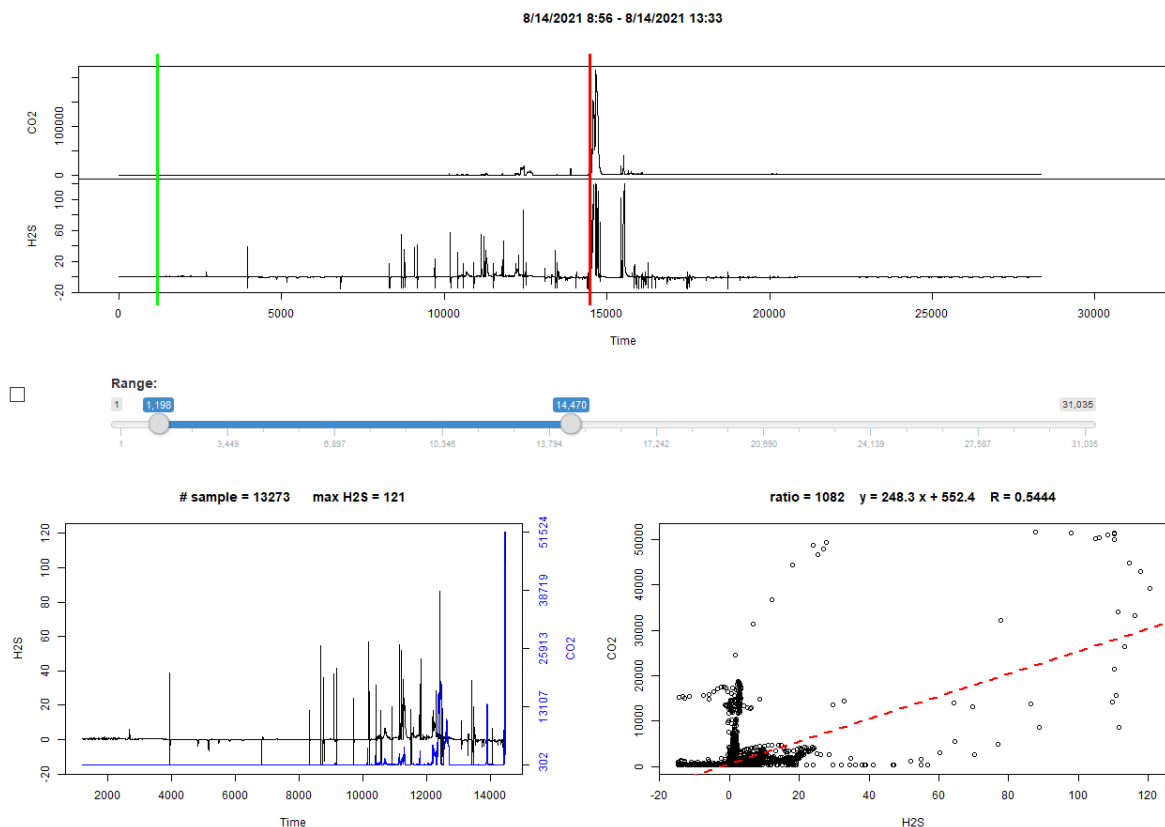 8/14/2021 8:56 - 8/14/2021 13:33
CO2
0 100000
H2S
-20 20 60 100
0 5000 10000 15000 20000 25000 30000
Time
Range:
1 1,198 14,470 31,035
1 3,449 6,897 10,346 13,794 17,242 20,690 24,139 27,587 31,035
# sample = 13273 max H2S = 121
H2S
-20 0 20 40 60 80 100 120
302 13107 25913 38719 51524
CO2
2000 4000 6000 8000 10000 12000 14000
Time
ratio = 1082 y = 248.3 x + 552.4 R = 0.5444
CO2
0 10000 20000 30000 40000 50000
-20 0 20 40 60 80 100 120
H2S